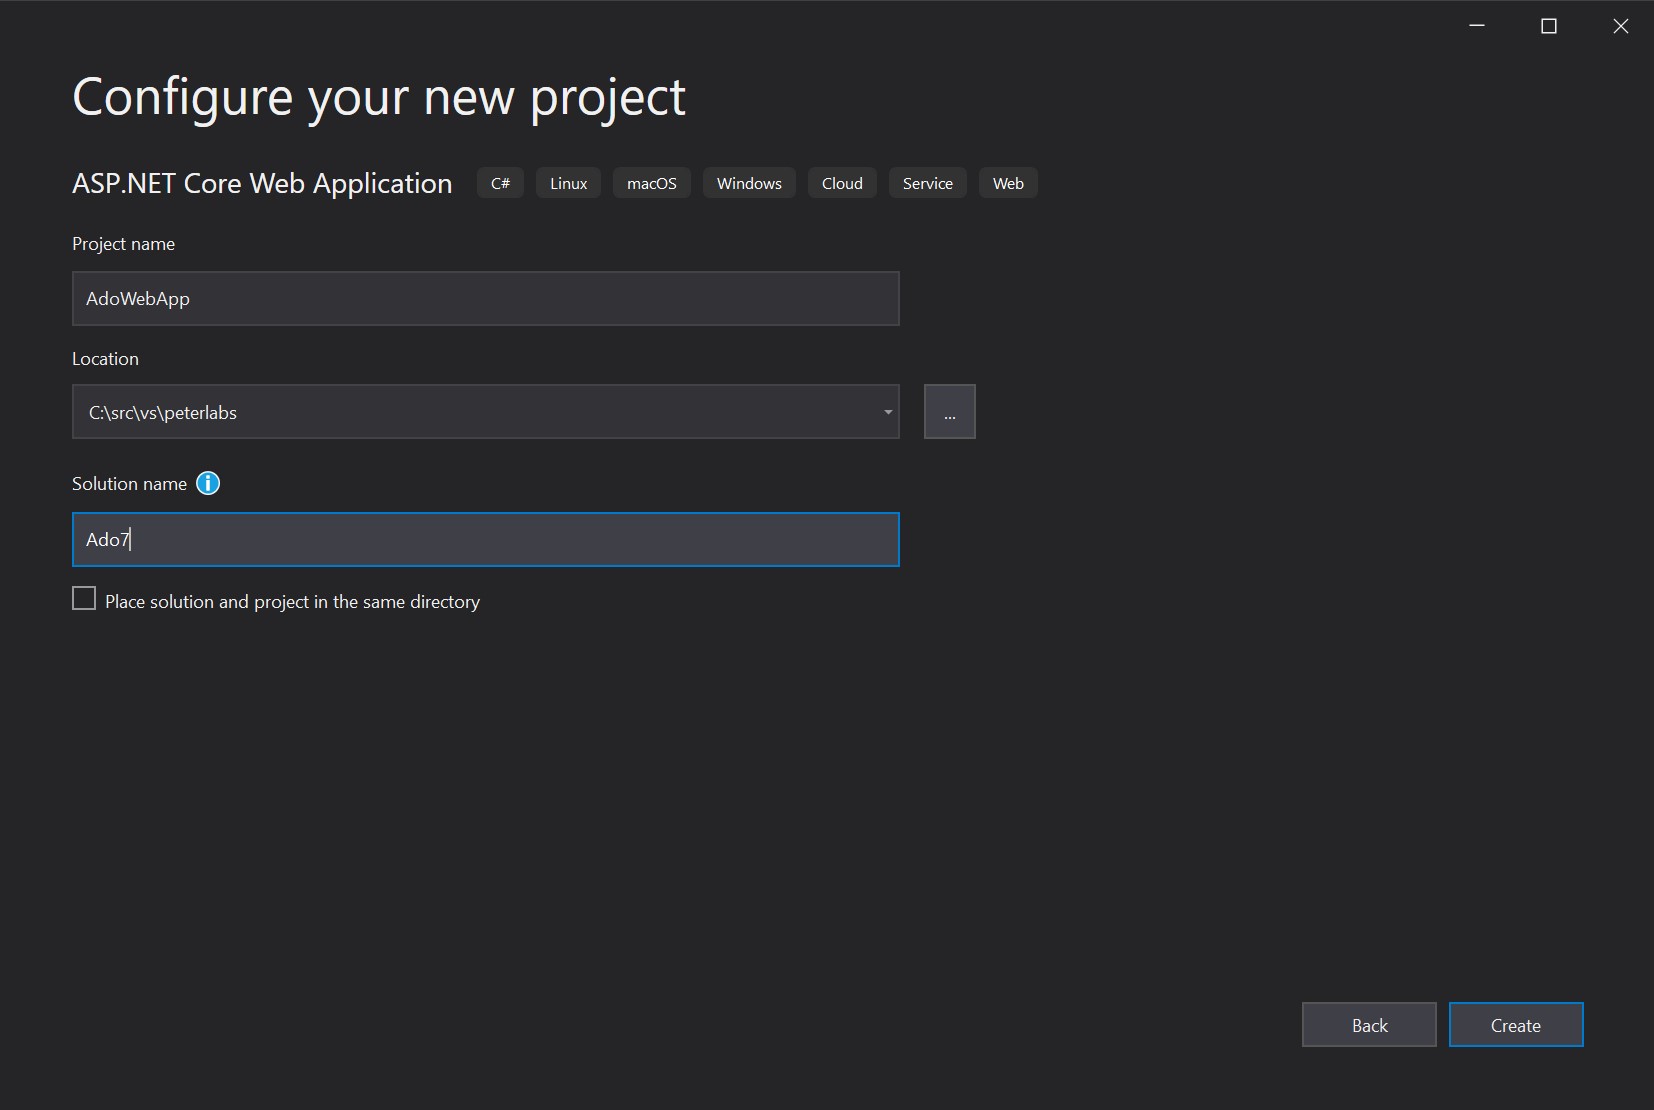 Configure your new project
ASP.NET Core Web Application C# Linux macOS Windows Cloud Service Web
Project name
AdoWebApp
Location
C:\src\vs\peterlabs
...
Solution name
Ado7
Place solution and project in the same directory
Back Create